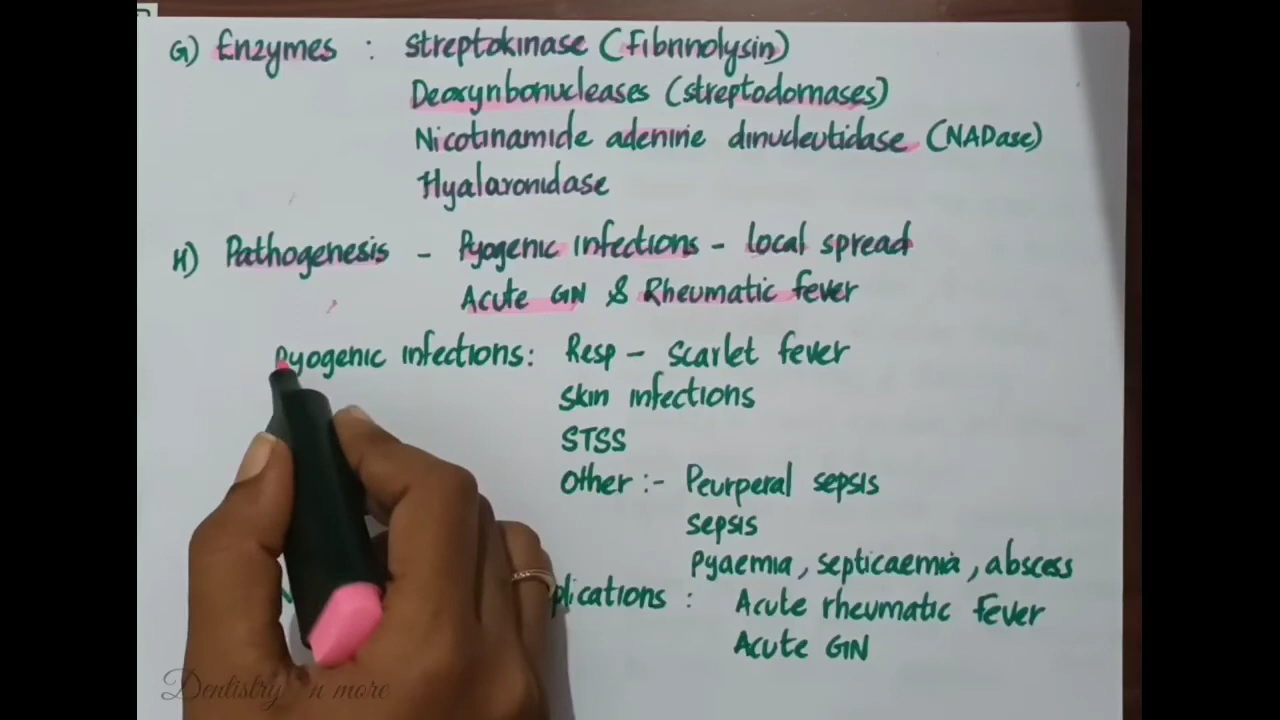 G) Enzymes : Streptokinase (Fibrinolysin)
Deoxyribonucleases (streptodornases)
Nicotinamide adenine dinucleutidase (NADase)
Hyalaronidase
H) Pathogenesis - Pyogenic infections - local spread
Acute GN & Rheumatic fever
Pyogenic infections: Resp - Scarlet fever
Skin infections
STSS
Other :- Peurperal sepsis
Sepsis
Pyaemia, septicaemia, abscess
plications : Acute rheumatic fever
Acute GN
Dentistry n more